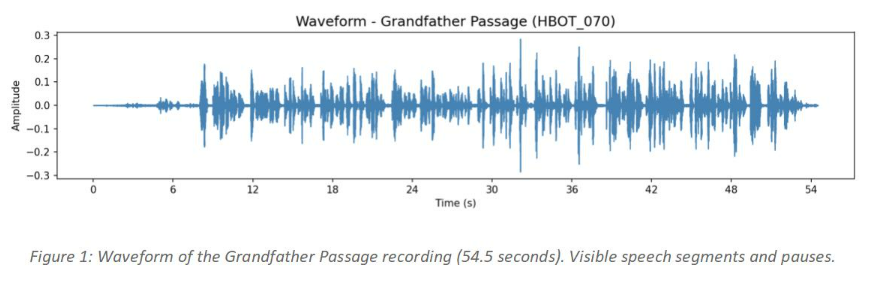 Waveform - Grandfather Passage (HBOT_070)
0.3
0.2
0.1
0.0
−0.1
−0.2
−0.3
Amplitude
0 6 12 18 24 30 36 42 48 54
Time (s)
Figure 1: Waveform of the Grandfather Passage recording (54.5 seconds). Visible speech segments and pauses.